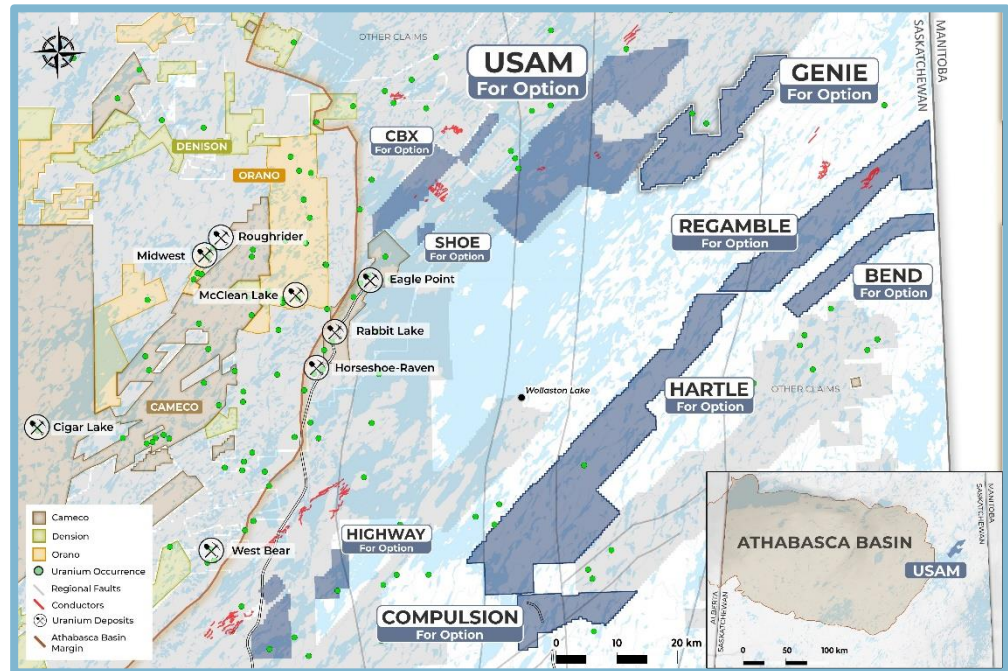 OTHER CLAIMS
USAM
For Option
GENIE
For Option
SASKATCHEWAN
MANITOBA
CBX
For Option
DENISON
ORANO
SHOE
For Option
REGAMBLE
For Option
BEND
For Option
Roughrider
Midwest
McClean Lake
Eagle Point
Rabbit Lake
Horseshoe-Raven
Wollaston Lake
HARTLE
For Option
OTHER CLAIMS
CAMECO
Cigar Lake
West Bear
HIGHWAY
For Option
COMPULSION
For Option
0 10 20 km
Cameco
Dension
Orano
Uranium Occurrence
Regional Faults
Conductors
Uranium Deposits
Athabasca Basin
Margin
ATHABASCA BASIN
USAM
MANITOBA
SASKATCHEWAN
ALBERTA
SASKATCHEWAN
0 50 100 km